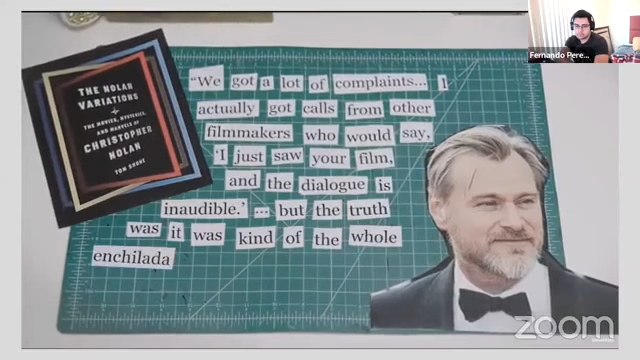 Fernando Pere...
THE NOLAN
VARIATIONS
THE MOVIES, MYSTERIES,
AND MARVELS OF
CHRISTOPHER
NOLAN
TOM SHONE
“We got a lot of complaints... I
actually got calls from other
filmmakers who would say,
‘I just saw your film,
and the dialogue is
inaudible.’ ... but the truth
was it was kind of the whole
enchilada
zoom